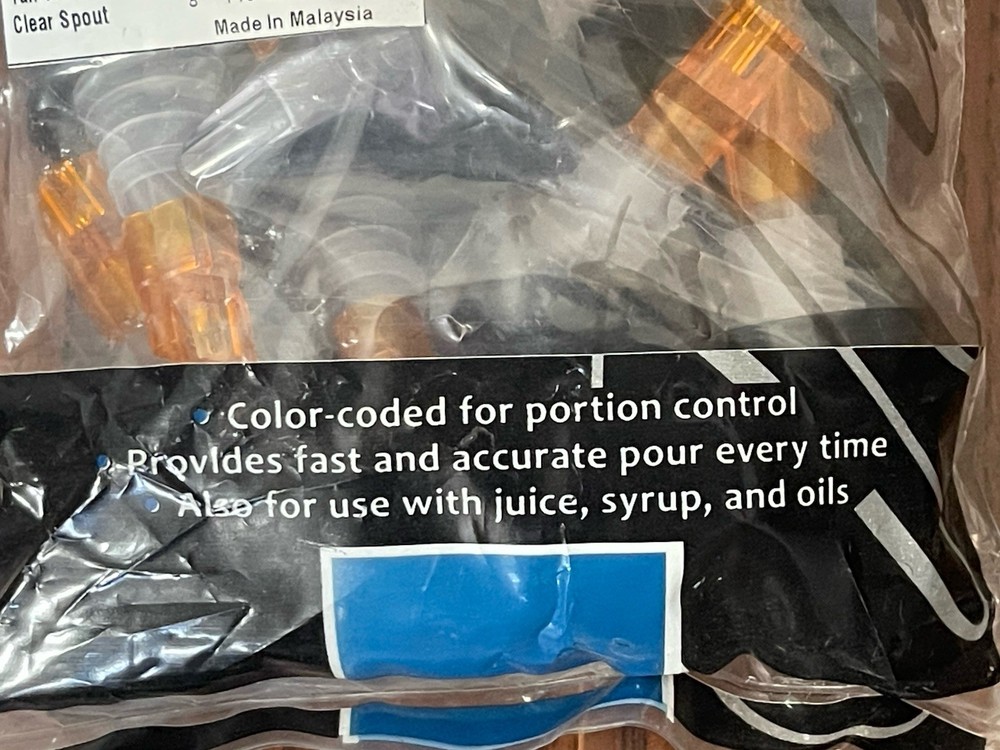 Clear Spout
Made In Malaysia
• Color-coded for portion control
• Provides fast and accurate pour every time
• Also for use with juice, syrup, and oils